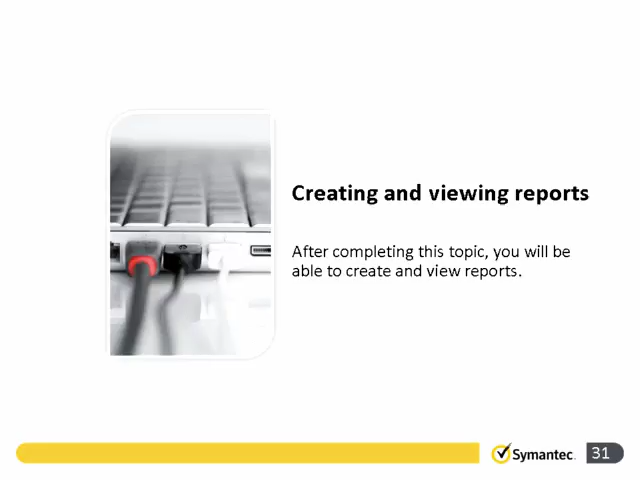 Creating and viewing reports
After completing this topic, you will be
able to create and view reports.
Symantec.
31